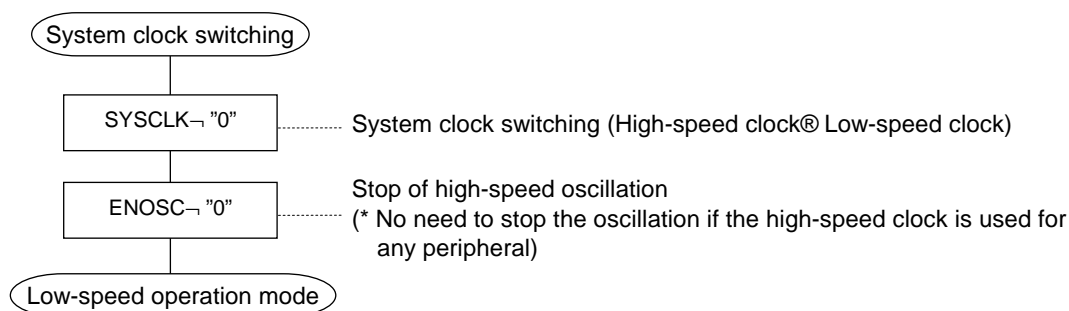 System clock switching
SYSCLK¬ "0"
System clock switching (High-speed clock® Low-speed clock)
ENOSC¬ "0"
Stop of high-speed oscillation
(* No need to stop the oscillation if the high-speed clock is used for
any peripheral)
Low-speed operation mode